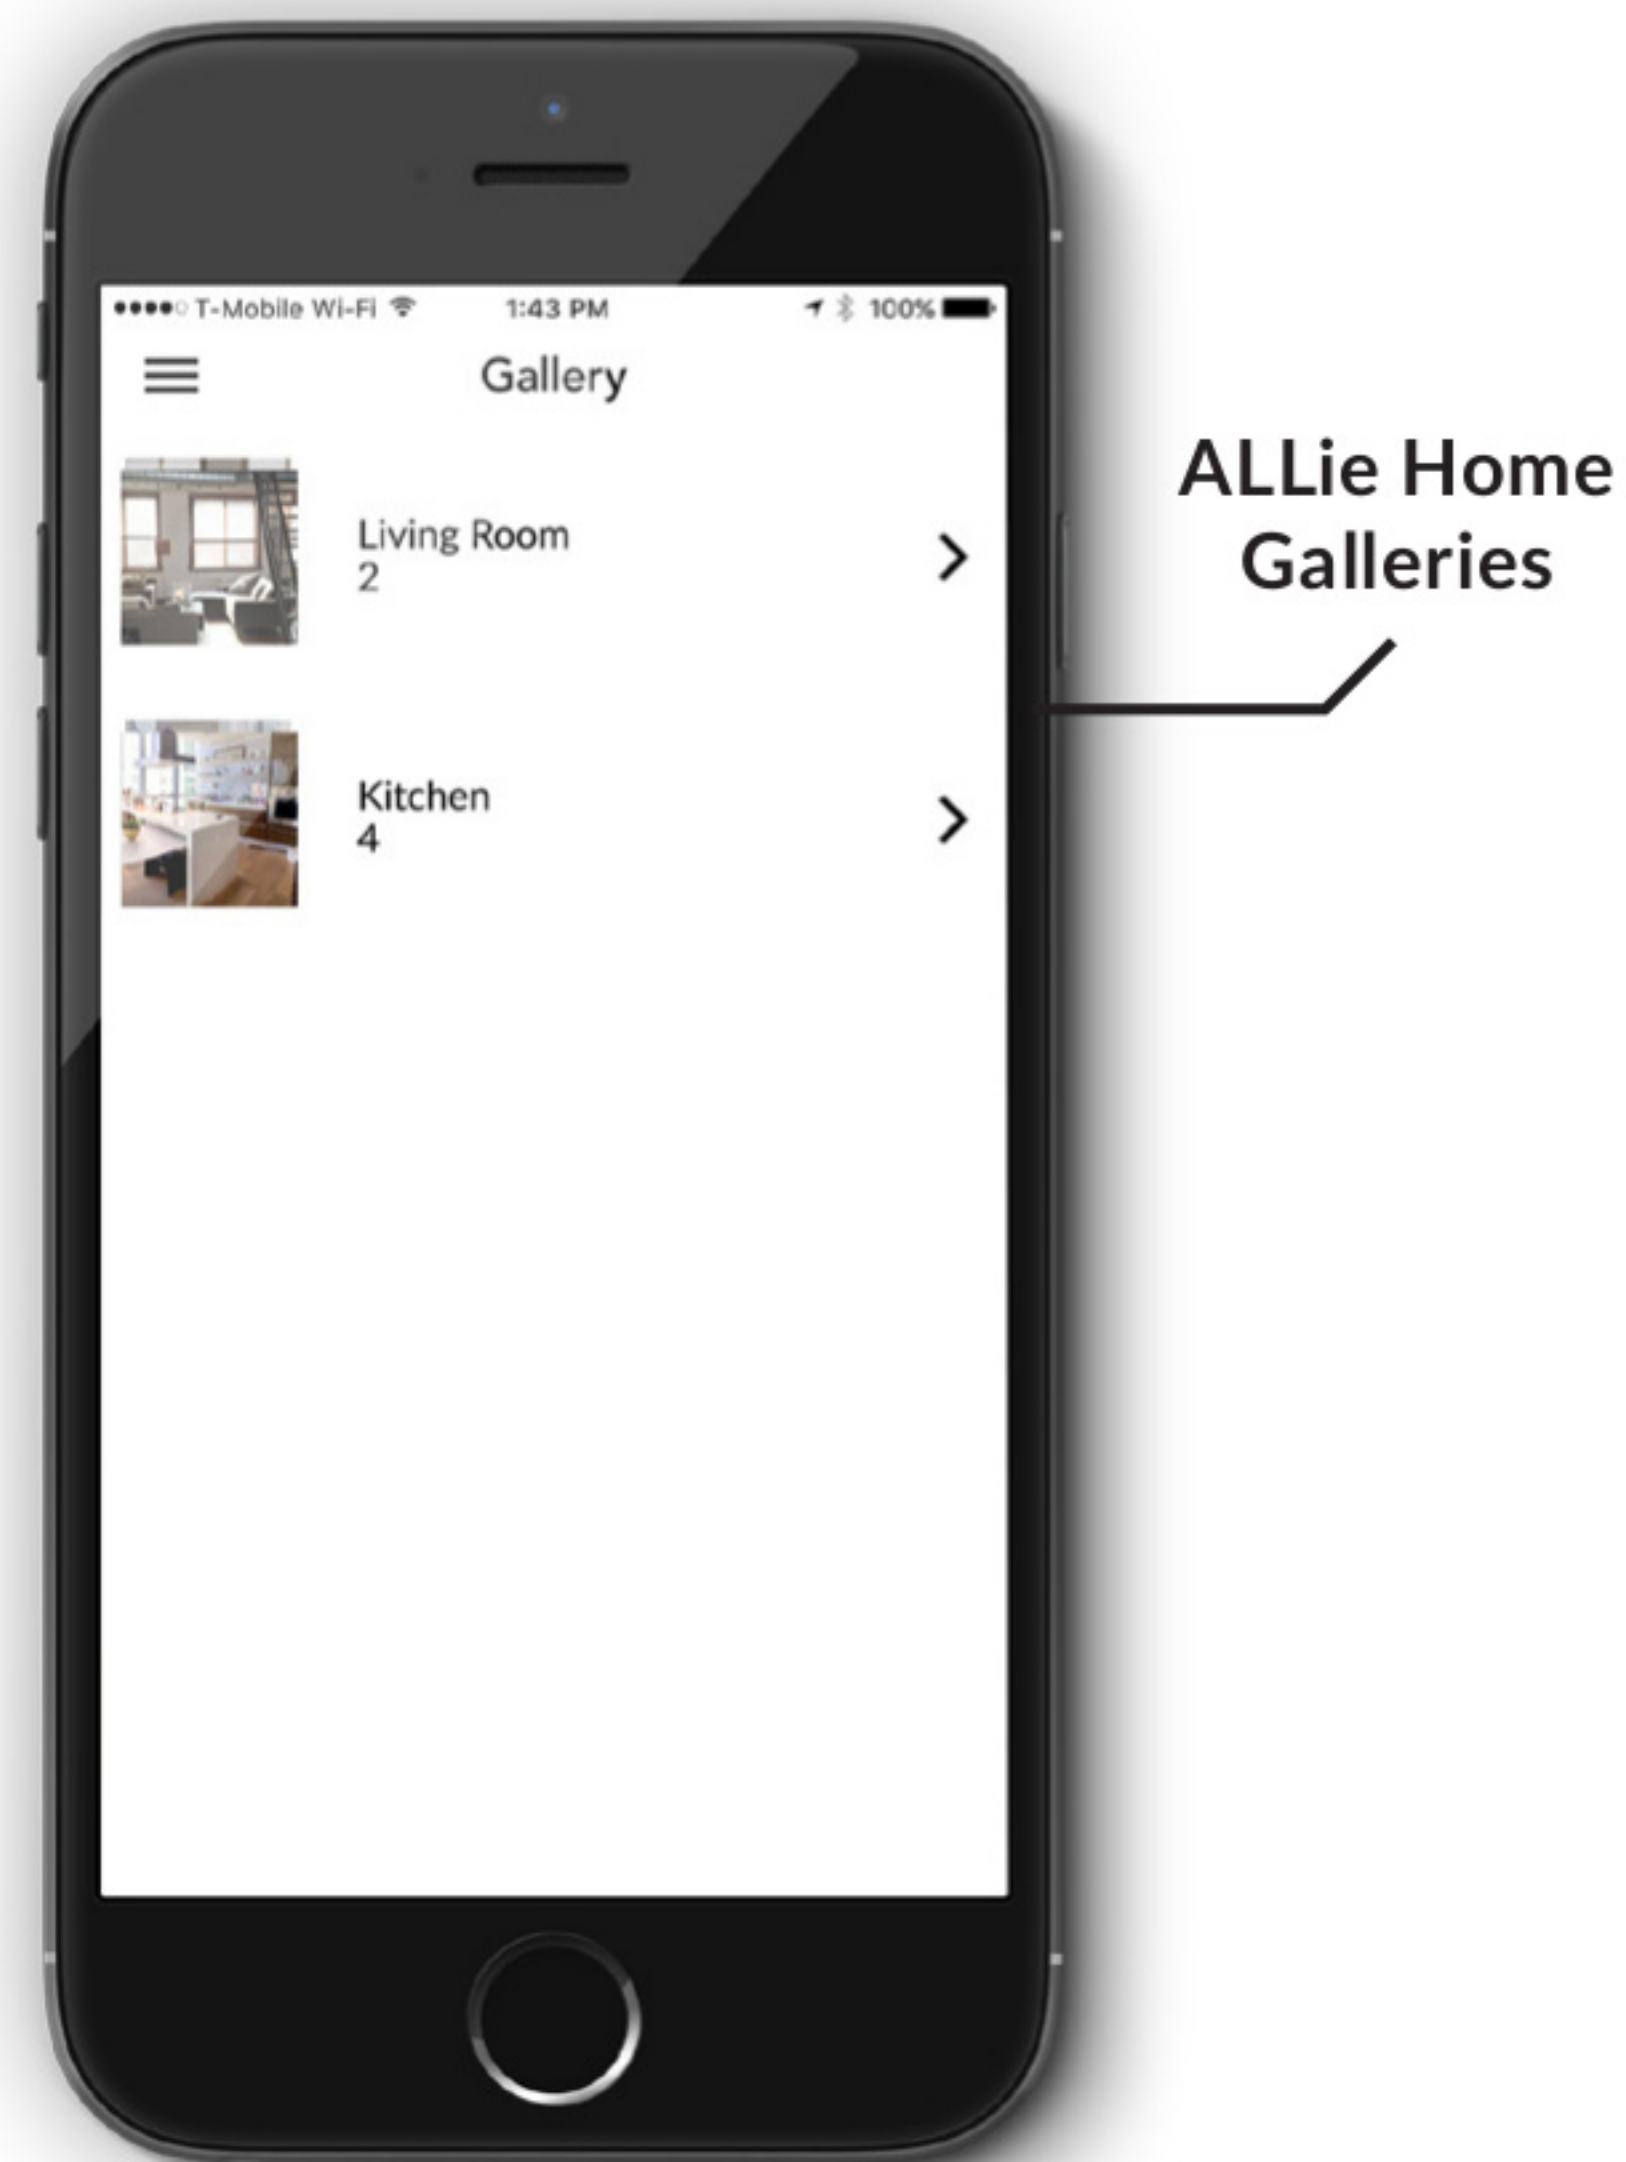 T-Mobile Wi-Fi 1:43 PM 100%
Gallery
Living Room
2
Kitchen
4
ALLie Home
Galleries